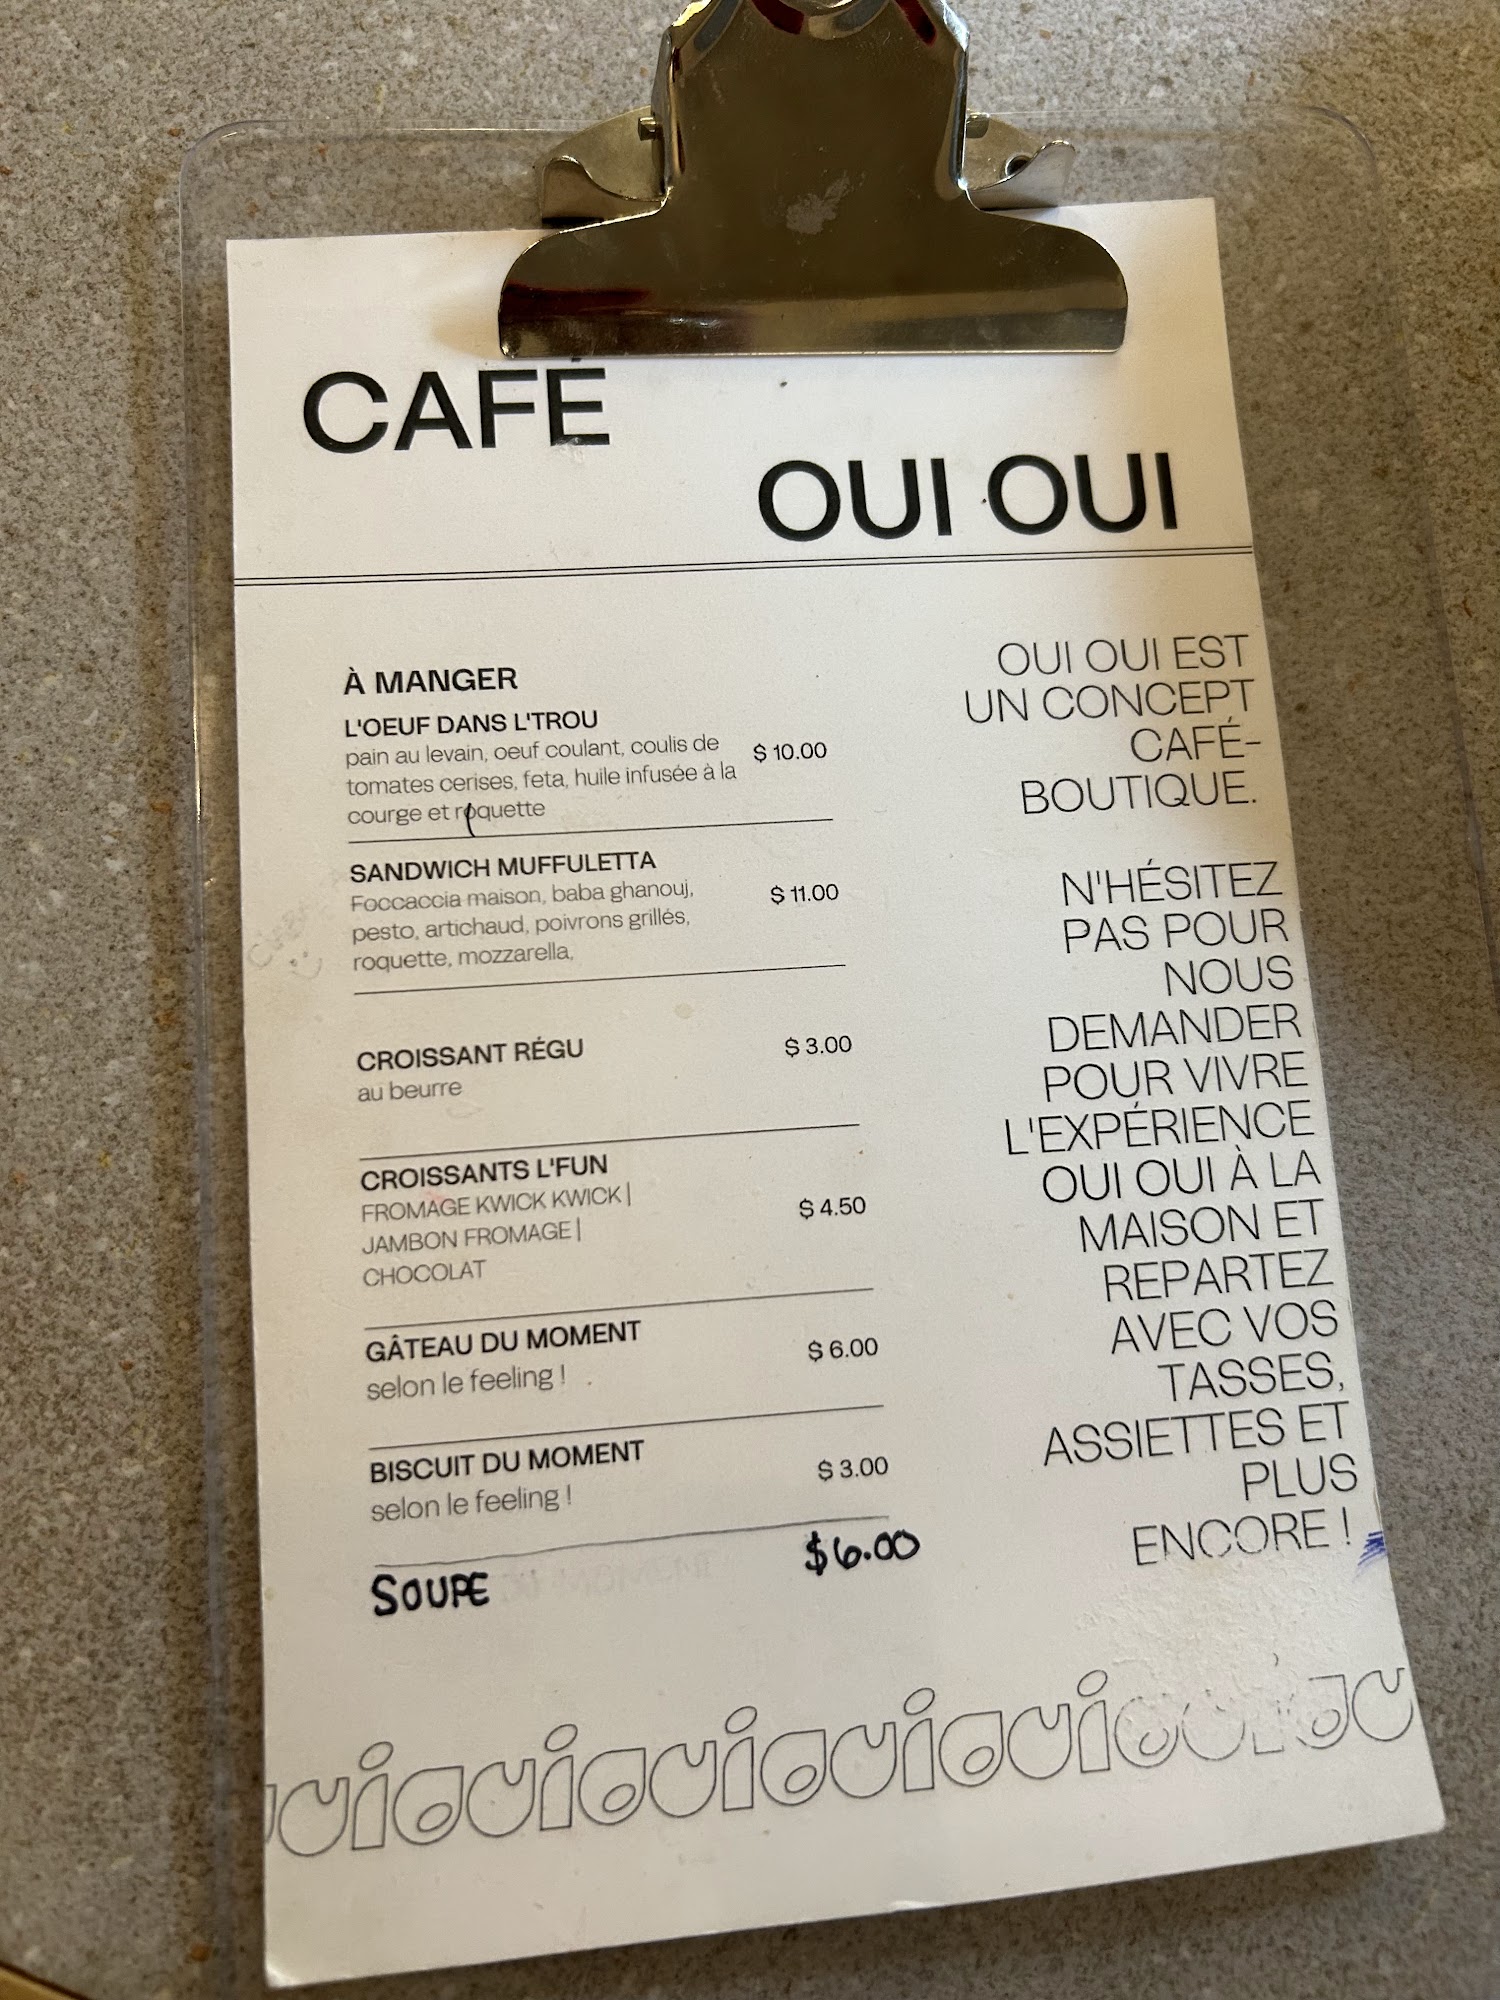 CAFÉ
OUI OUI
À MANGER
L'OEUF DANS L'TROU
pain au levain, oeuf coulant, coulis de
tomates cerises, feta, huile infusée à la
courge et roquette
$ 10.00
SANDWICH MUFFULETTA
Foccaccia maison, baba ghanouj,
pesto, artichaud, poivrons grillés,
roquette, mozzarella,
$ 11.00
CROISSANT RÉGU
au beurre
$ 3.00
CROISSANTS L'FUN
FROMAGE KWICK KWICK |
JAMBON FROMAGE |
CHOCOLAT
$ 4.50
GÂTEAU DU MOMENT
selon le feeling !
$ 6.00
BISCUIT DU MOMENT
selon le feeling !
$ 3.00
SOUPE
$6.00
OUI OUI EST
UN CONCEPT
CAFÉ-
BOUTIQUE.
N'HÉSITEZ
PAS POUR
NOUS
DEMANDER
POUR VIVRE
L'EXPÉRIENCE
OUI OUI À LA
MAISON ET
REPARTEZ
AVEC VOS
TASSES,
ASSIETTES ET
PLUS
ENCORE !
uiouiouiouiouiouiou